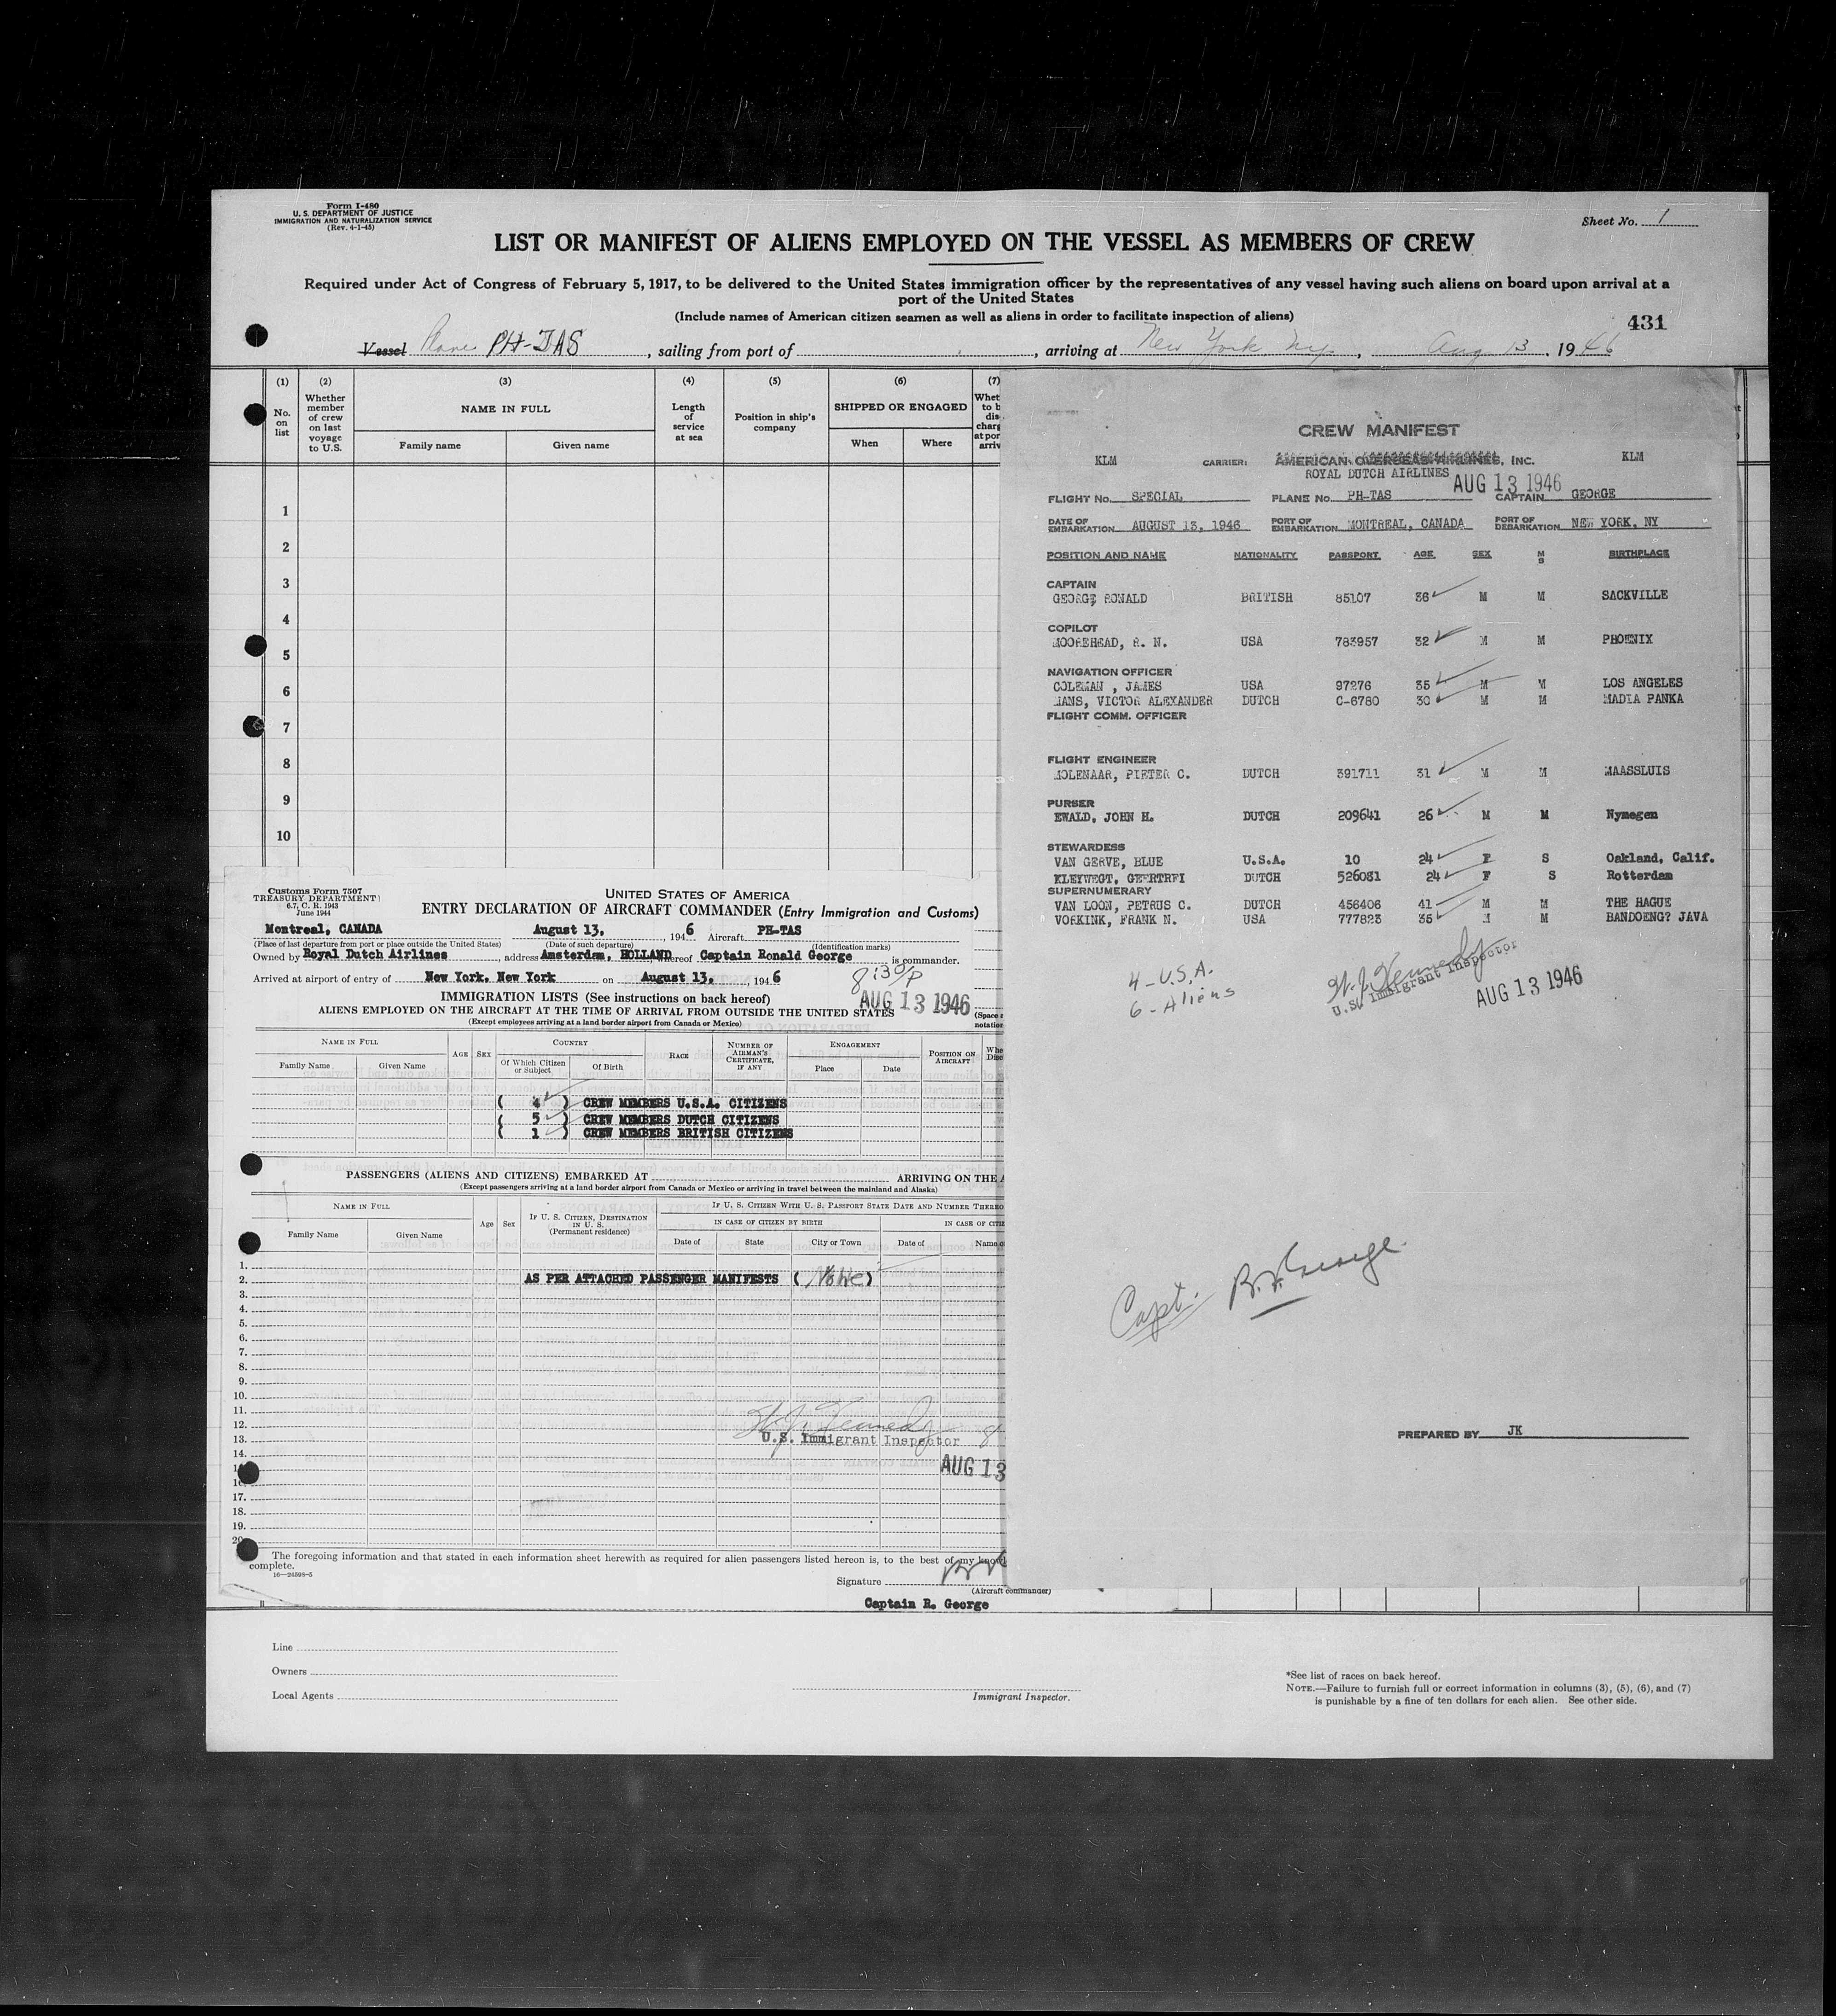 Form I-480
U. S. DEPARTMENT OF JUSTICE
IMMIGRATION AND NATURALIZATION SERVICE
(Rev. 4-1-45)
Sheet No. 1
LIST OR MANIFEST OF ALIENS EMPLOYED ON THE VESSEL AS MEMBERS OF CREW
Required under Act of Congress of February 5, 1917, to be delivered to the United States immigration officer by the representatives of any vessel having such aliens on board upon arrival at a
port of the United States
(Include names of American citizen seamen as well as aliens in order to facilitate inspection of aliens)
431
Vessel Plane PH-TAS, sailing from port of , arriving at New York, Ny., Aug 13, 1946
(1) (2) (3) (4) (5) (6) (7)
No. on list
Whether member of crew on last voyage to U.S.
NAME IN FULL
Family name Given name
Length of service at sea
Position in ship's company
SHIPPED OR ENGAGED
When Where
1
2
3
4
5
6
7
8
9
10
CREW MANIFEST
KLM CARRIER: AMERICAN OVERSEAS AIRLINES, INC. KLM
ROYAL DUTCH AIRLINES
AUG 13 1946
FLIGHT No. SPECIAL PLANE No. PH-TAS CAPTAIN GEORGE
DATE OF EMBARKATION AUGUST 13, 1946 PORT OF EMBARKATION MONTREAL, CANADA PORT OF DEBARKATION NEW YORK, NY
POSITION AND NAME NATIONALITY PASSPORT AGE SEX M S BIRTHPLACE
CAPTAIN
GEORGE RONALD BRITISH 85107 36 M M SACKVILLE
COPILOT
MOOREHEAD, R. N. USA 783957 32 M M PHOENIX
NAVIGATION OFFICER
COLEMAN , JAMES USA 97276 35 M M LOS ANGELES
HANS, VICTOR ALEXANDER DUTCH C-6780 30 M M MADIA PANKA
FLIGHT COMM. OFFICER
FLIGHT ENGINEER
MOLENAAR, PIETER C. DUTCH 391711 31 M M MAASSLUIS
PURSER
EWALD, JOHN H. DUTCH 209641 26 M M Nymegen
STEWARDESS
VAN GERVE, BLUE U.S.A. 10 24 F S Oakland, Calif.
KLEYWEGT, GEERTRFI DUTCH 526081 24 F S Rotterdam
SUPERNUMERARY
VAN LOON, PETRUS C. DUTCH 456406 41 M M THE HAGUE
VORKINK, FRANK N. USA 777823 36 M M BANDOENG? JAVA
4 - U.S.A.
6 - Aliens
W. J. Kennedy
U.S. Immigrant Inspector
AUG 13 1946
Capt. R. George
PREPARED BY JK
Customs Form 7507
TREASURY DEPARTMENT
6.7, C. R. 1943
June 1944
UNITED STATES OF AMERICA
ENTRY DECLARATION OF AIRCRAFT COMMANDER (Entry Immigration and Customs)
Montreal, CANADA August 13, 1946 Aircraft PH-TAS
(Place of last departure from port or place outside the United States) (Date of such departure) (Identification marks)
Owned by Royal Dutch Airlines, address Amsterdam, HOLLAND whereof Captain Ronald George is commander.
Arrived at airport of entry of New York, New York on August 13, 1946
8:30/P
IMMIGRATION LISTS (See instructions on back hereof)
AUG 13 1946
ALIENS EMPLOYED ON THE AIRCRAFT AT THE TIME OF ARRIVAL FROM OUTSIDE THE UNITED STATES
(Except employees arriving at a land border airport from Canada or Mexico)
NAME IN FULL
Family Name Given Name
AGE SEX
COUNTRY
Of Which Citizen or Subject Of Birth
RACE
NUMBER OF AIRMAN'S CERTIFICATE, IF ANY
ENGAGEMENT
Place Date
POSITION ON AIRCRAFT
( 4 ) CREW MEMBERS U.S.A. CITIZENS
( 5 ) CREW MEMBERS DUTCH CITIZENS
( 1 ) CREW MEMBERS BRITISH CITIZENS
PASSENGERS (ALIENS AND CITIZENS) EMBARKED AT ARRIVING ON THE
(Except passengers arriving at a land border airport from Canada or Mexico or arriving in travel between the mainland and Alaska)
NAME IN FULL
Family Name Given Name
Age Sex
IF U. S. CITIZEN, DESTINATION IN U. S. (Permanent residence)
IF U. S. CITIZEN WITH U. S. PASSPORT STATE DATE AND NUMBER
IN CASE OF CITIZEN BY BIRTH IN CASE OF
Date of State City or Town Date of
1.
2. AS PER ATTACHED PASSENGER MANIFESTS ( None )
3.
4.
5.
6.
7.
8.
9.
10.
11.
12.
13.
14.
17.
18.
19.
20.
W. J. Kennedy
U.S. Immigrant Inspector
AUG 13
The foregoing information and that stated in each information sheet herewith as required for alien passengers listed hereon is, to the best of my
complete.
16—24598-5
Signature
(Aircraft commander)
Captain R. George
Line
Owners
Local Agents
Immigrant Inspector.
*See list of races on back hereof.
NOTE.—Failure to furnish full or correct information in columns (3), (5), (6), and (7)
is punishable by a fine of ten dollars for each alien. See other side.